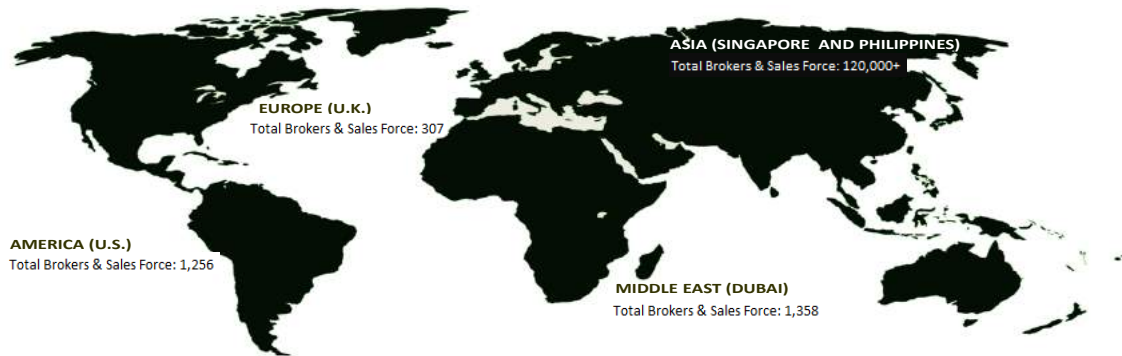 ASIA (SINGAPORE AND PHILIPPINES)
Total Brokers & Sales Force: 120,000+
EUROPE (U.K.)
Total Brokers & Sales Force: 307
AMERICA (U.S.)
Total Brokers & Sales Force: 1,256
MIDDLE EAST (DUBAI)
Total Brokers & Sales Force: 1,358